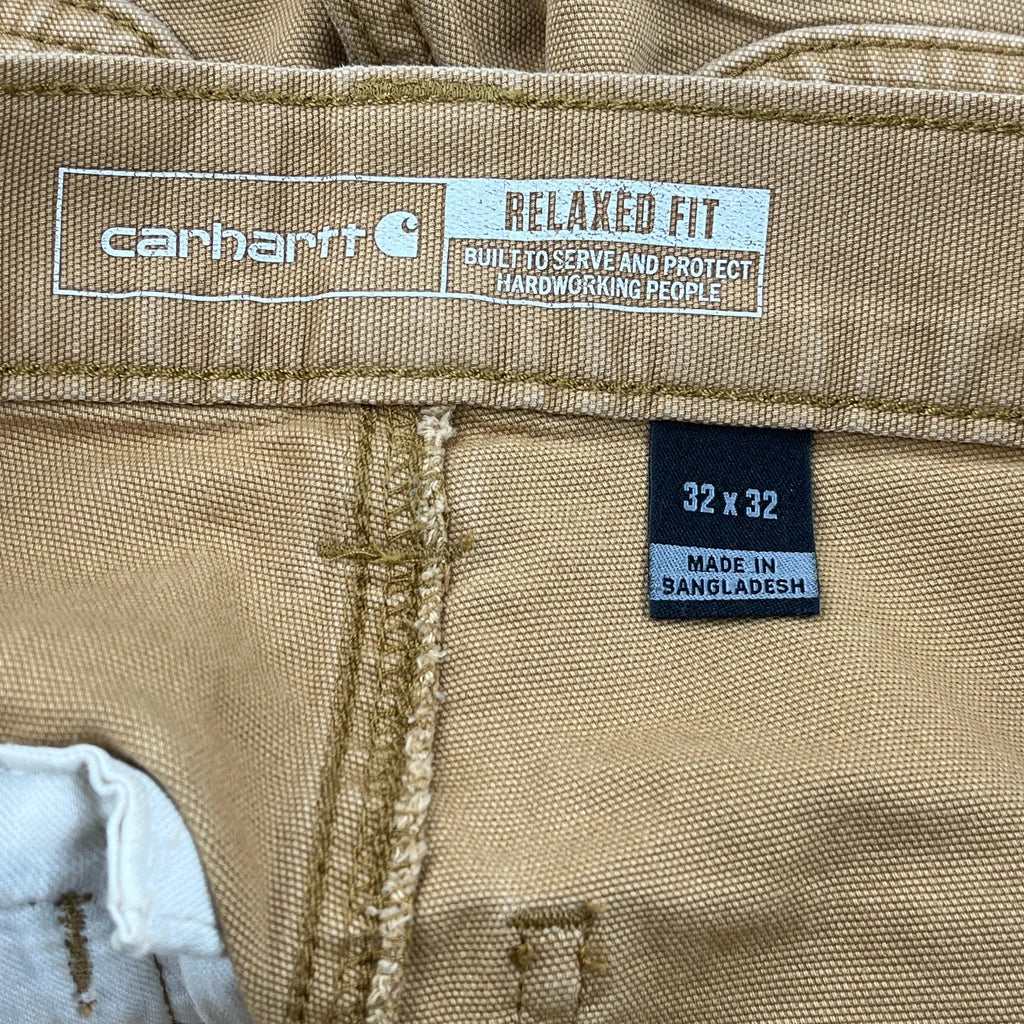 carhartt
RELAXED FIT
BUILT TO SERVE AND PROTECT
HARDWORKING PEOPLE
32 x 32
MADE IN
BANGLADESH